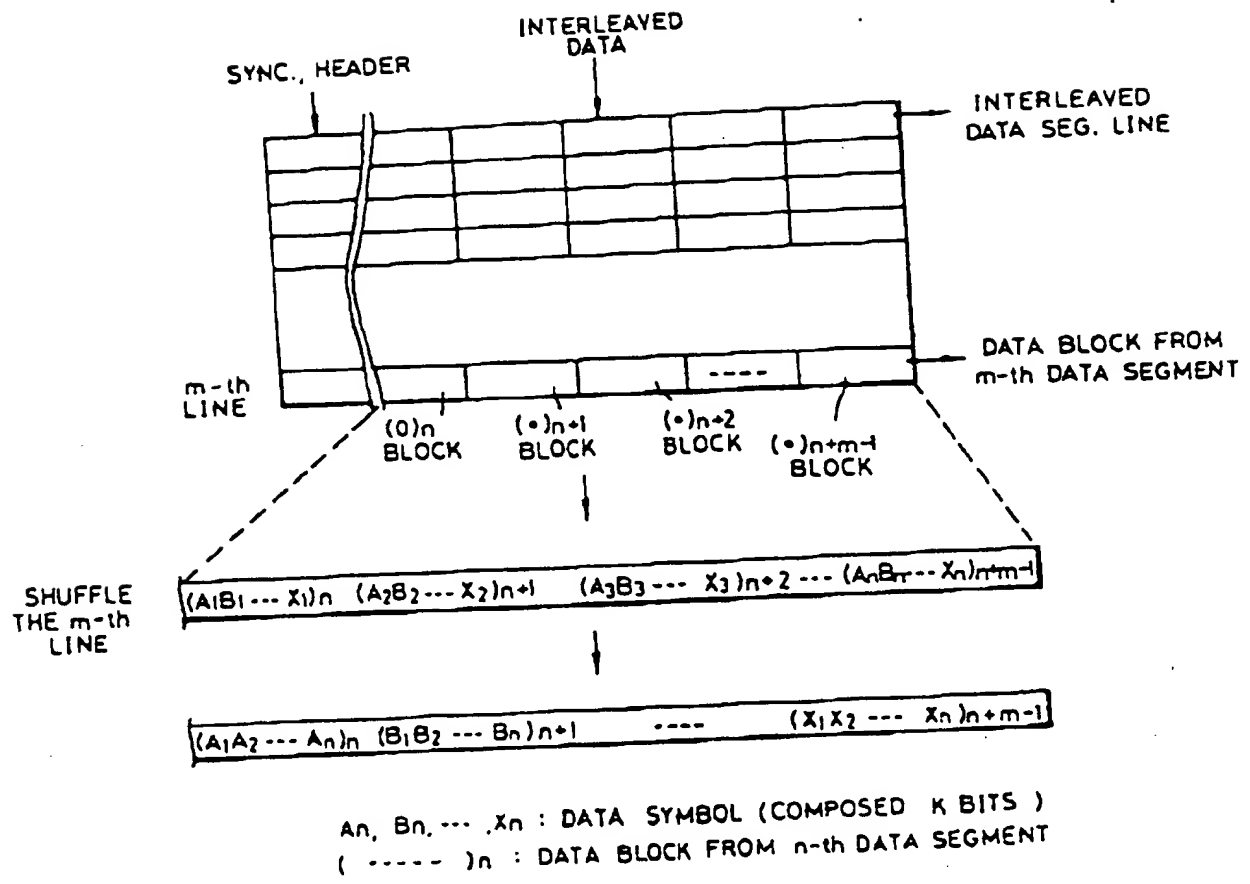 INTERLEAVED
DATA
SYNC., HEADER
INTERLEAVED
DATA SEG. LINE
m-th
LINE
----
DATA BLOCK FROM
m-th DATA SEGMENT
(0)n
BLOCK
(•)n+1
BLOCK
(•)n+2
BLOCK
(•)n+m-1
BLOCK
SHUFFLE
THE m-th
LINE
(A1B1 --- X1)n (A2B2 --- X2)n+1 (A3B3 --- X3)n+2 --- (AnBn --- Xn)n+m-1
(A1A2 --- An)n (B1B2 --- Bn)n+1 ---- (X1X2 --- Xn)n+m-1
An, Bn, --- ,Xn : DATA SYMBOL (COMPOSED K BITS )
( ----- )n : DATA BLOCK FROM n-th DATA SEGMENT